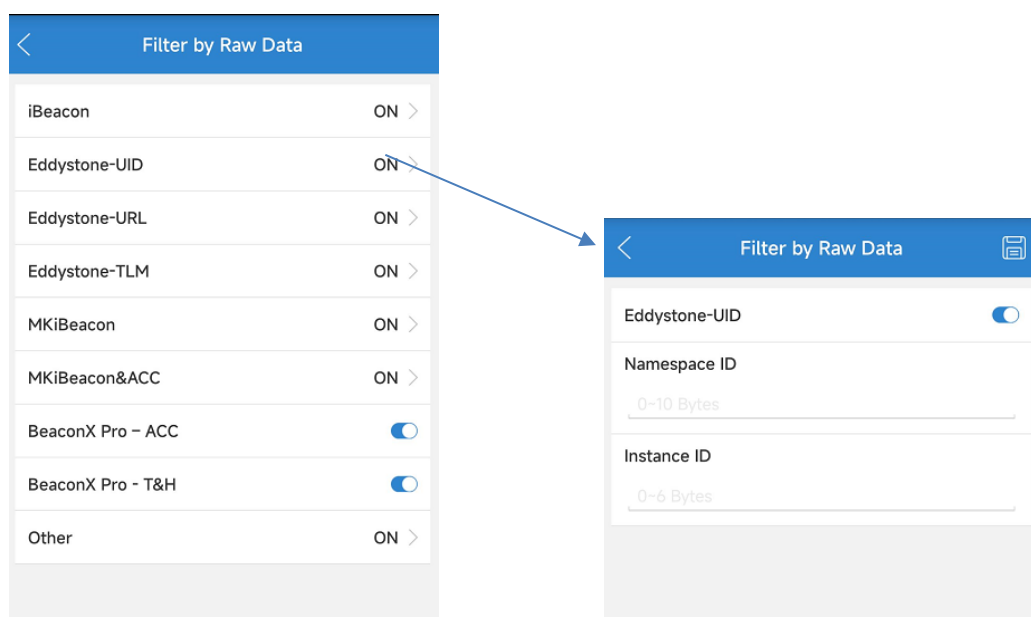 Filter by Raw Data
iBeacon ON
Eddystone-UID ON
Eddystone-URL ON
Eddystone-TLM ON
MKiBeacon ON
MKiBeacon&ACC ON
BeaconX Pro – ACC
BeaconX Pro - T&H
Other ON
Filter by Raw Data
Eddystone-UID
Namespace ID
0-10 Bytes
Instance ID
0-6 Bytes